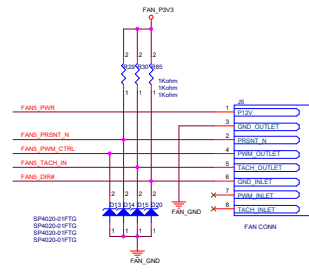 FAN_P3V3
2 2 2
R29 R30 R85
1Kohm
1Kohm
1Kohm
1 1 1
J5
FAN5_PWR 1 P12V
3 GND_OUTLET
FAN5_PRSNT_N 2 PRSNT_N
FAN5_PWM_CTRL 4 PWM_OUTLET
FAN5_TACH_IN 5 TACH_OUTLET
FAN5_DIR# 6 GND_INLET
7 PWM_INLET
8 TACH_INLET
2 2 2 2
D13 D14 D15 D20
FAN_GND
FAN CONN
SP4020-01FTG
SP4020-01FTG
SP4020-01FTG
SP4020-01FTG
1 1 1 1
FAN_GND